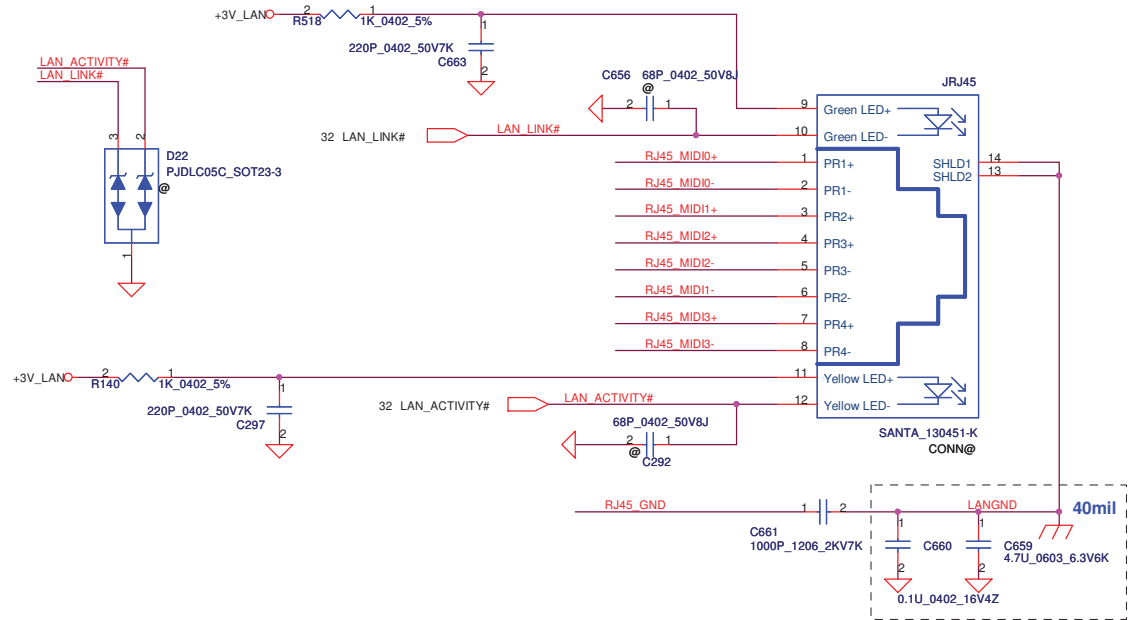 +3V_LAN
2
1
R518
1K_0402_5%
1
220P_0402_50V7K
C663
2
LAN_ACTIVITY#
LAN_LINK#
C656
68P_0402_50V8J
@
2
1
JRJ45
9
Green LED+
32 LAN_LINK#
LAN_LINK#
10
Green LED-
3
2
D22
PJDLC05C_SOT23-3
@
1
RJ45_MIDI0+
1
PR1+
SHLD1
14
SHLD2
13
RJ45_MIDI0-
2
PR1-
RJ45_MIDI1+
3
PR2+
RJ45_MIDI2+
4
PR3+
RJ45_MIDI2-
5
PR3-
RJ45_MIDI1-
6
PR2-
RJ45_MIDI3+
7
PR4+
RJ45_MIDI3-
8
PR4-
+3V_LAN
2
1
R140
1K_0402_5%
11
Yellow LED+
1
220P_0402_50V7K
C297
2
32 LAN_ACTIVITY#
LAN_ACTIVITY#
12
Yellow LED-
68P_0402_50V8J
2
1
@
C292
SANTA_130451-K
CONN@
RJ45_GND
1
2
LANGND
40mil
C661
1000P_1206_2KV7K
1
C660
2
1
C659
4.7U_0603_6.3V6K
2
0.1U_0402_16V4Z